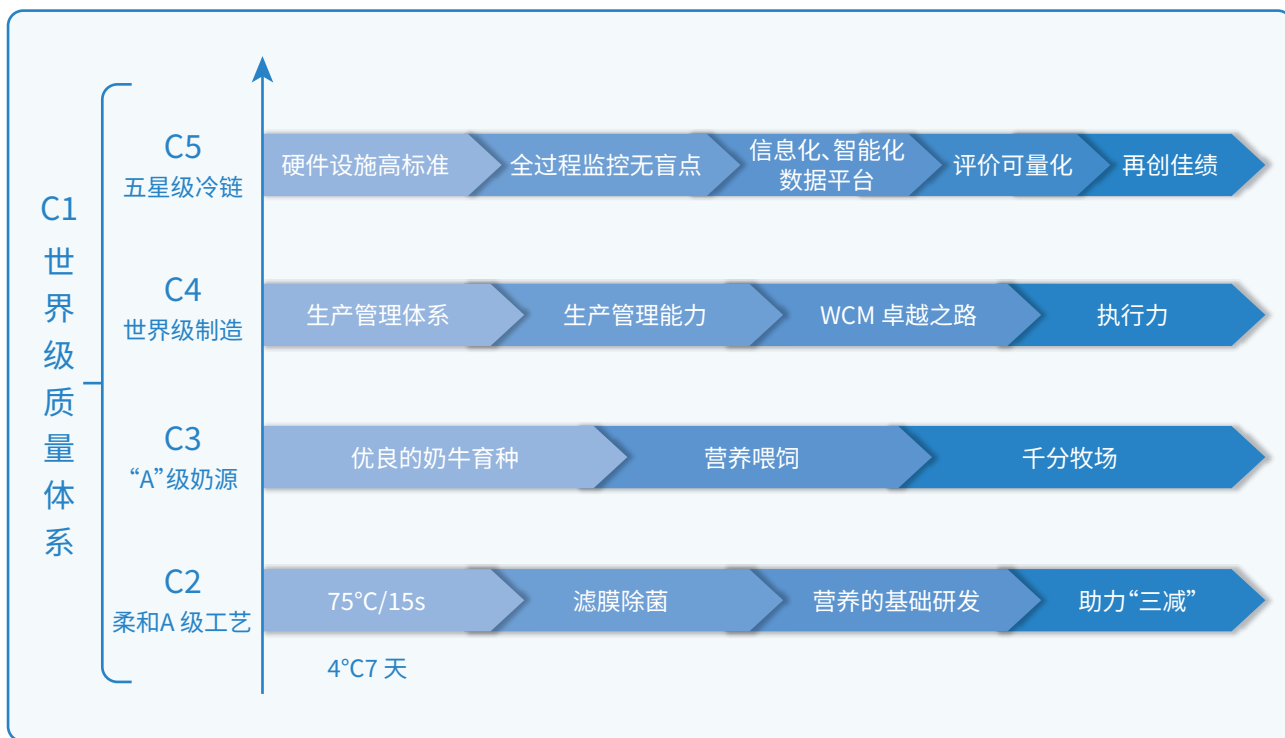 C1
世界级质量体系
C5
五星级冷链
硬件设施高标准
全过程监控无盲点
信息化、智能化
数据平台
评价可量化
再创佳绩
C4
世界级制造
生产管理体系
生产管理能力
WCM 卓越之路
执行力
C3
“A”级奶源
优良的奶牛育种
营养喂饲
千分牧场
C2
柔和A 级工艺
75°C/15s
滤膜除菌
营养的基础研发
助力“三减”
4°C7 天